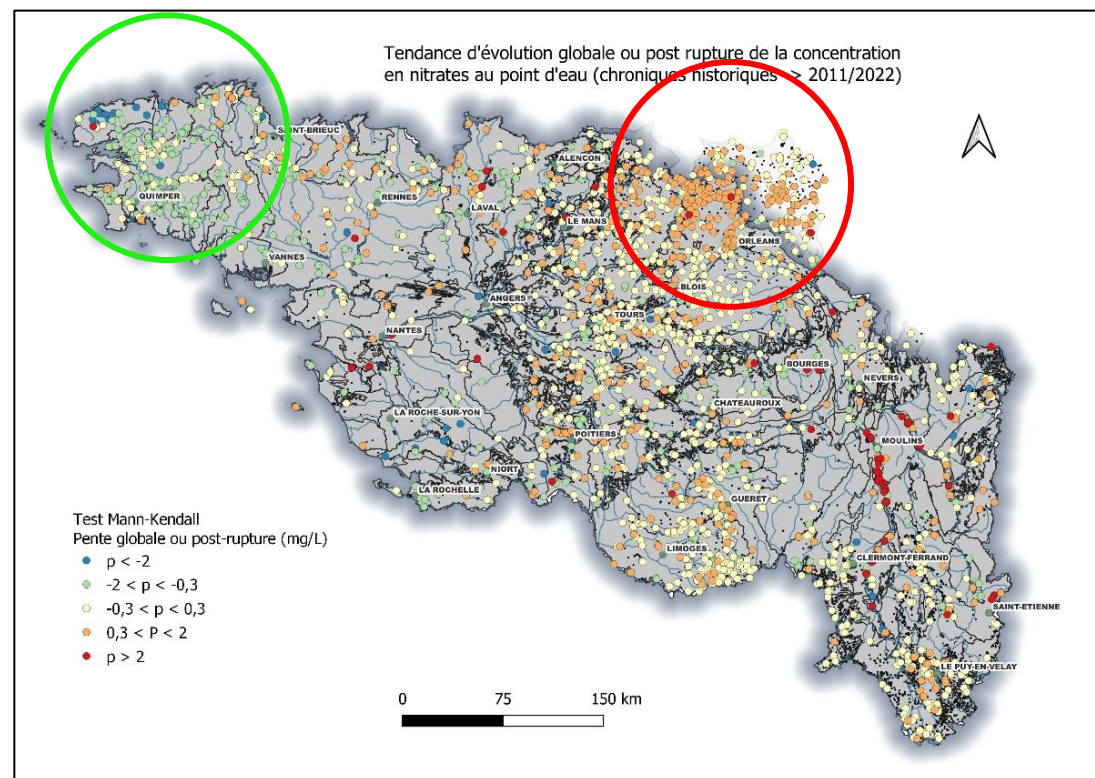 Tendance d'évolution globale ou post rupture de la concentration
en nitrates au point d'eau (chroniques historiques > 2011/2022)
SAINT-BRIEUC
ALENCON
QUIMPER
RENNES
LAVAL
LE MANS
ORLEANS
VANNES
BLOIS
ANGERS
TOURS
NANTES
BOURGES
NEVERS
CHATEAUROUX
LA ROCHE-SUR-YON
POITIERS
MOULINS
NIORT
LA ROCHELLE
GUERET
Test Mann-Kendall
Pente globale ou post-rupture (mg/L)
LIMOGES
CLERMONT-FERRAND
p < -2
-2 < p < -0,3
-0,3 < p < 0,3
SAINT-ETIENNE
0,3 < P < 2
p > 2
LE PUY-EN-VELAY
0 75 150 km